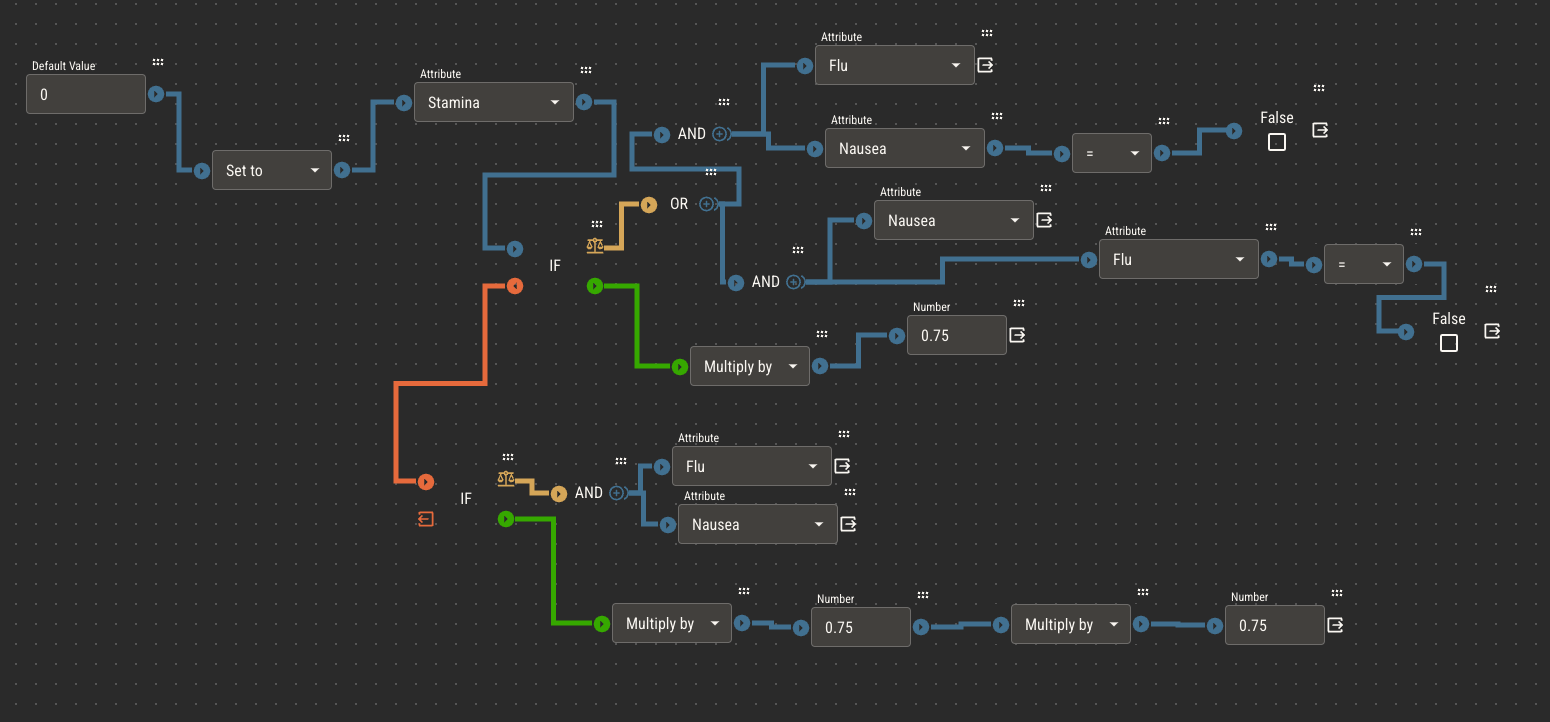 Default Value
0
Set to
Attribute
Stamina
IF
OR
AND
Attribute
Flu
Attribute
Nausea
=
False
AND
Attribute
Nausea
Attribute
Flu
=
False
Multiply by
Number
0.75
IF
AND
Attribute
Flu
Attribute
Nausea
Multiply by
Number
0.75
Multiply by
Number
0.75